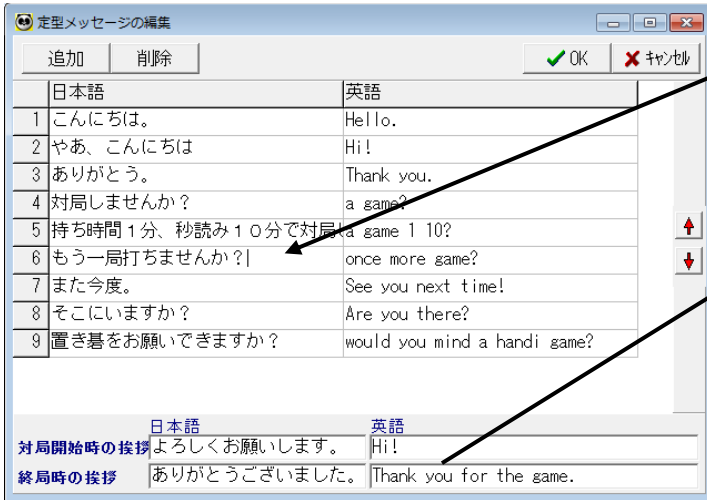 定型メッセージの編集
追加 削除 OK キャンセル
日本語 英語
1 こんにちは。 Hello.
2 やあ、こんにちは Hi!
3 ありがとう。 Thank you.
4 対局しませんか？ a game?
5 持ち時間１分、秒読み１０分で対局し a game 1 10?
6 もう一局打ちませんか？ once more game?
7 また今度。 See you next time!
8 そこにいますか？ Are you there?
9 置き碁をお願いできますか？ would you mind a handi game?
日本語 英語
対局開始時の挨拶 よろしくお願いします。 Hi!
終局時の挨拶 ありがとうございました。 Thank you for the game.